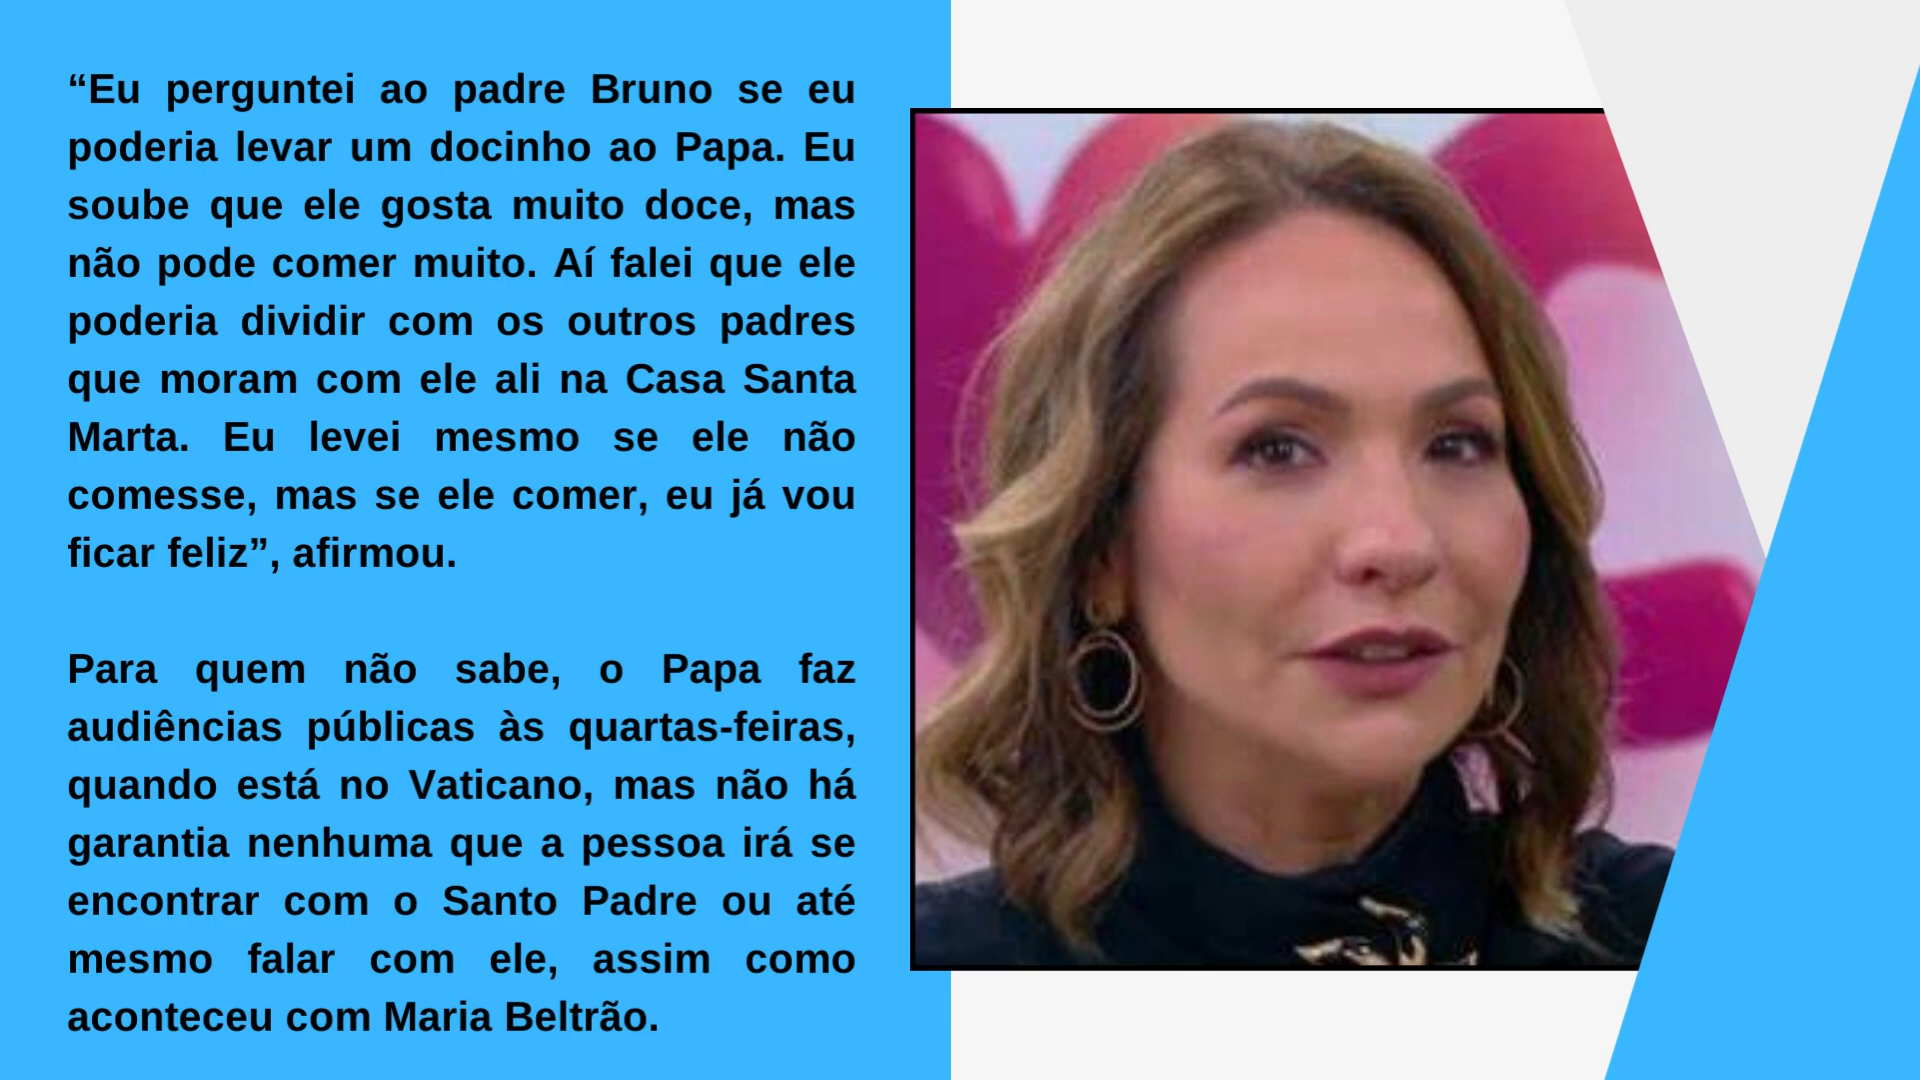 “Eu perguntei ao padre Bruno se eu
poderia levar um docinho ao Papa. Eu
soube que ele gosta muito doce, mas
não pode comer muito. Aí falei que ele
poderia dividir com os outros padres
que moram com ele ali na Casa Santa
Marta. Eu levei mesmo se ele não
comesse, mas se ele comer, eu já vou
ficar feliz”, afirmou.
Para quem não sabe, o Papa faz
audiências públicas às quartas-feiras,
quando está no Vaticano, mas não há
garantia nenhuma que a pessoa irá se
encontrar com o Santo Padre ou até
mesmo falar com ele, assim como
aconteceu com Maria Beltrão.